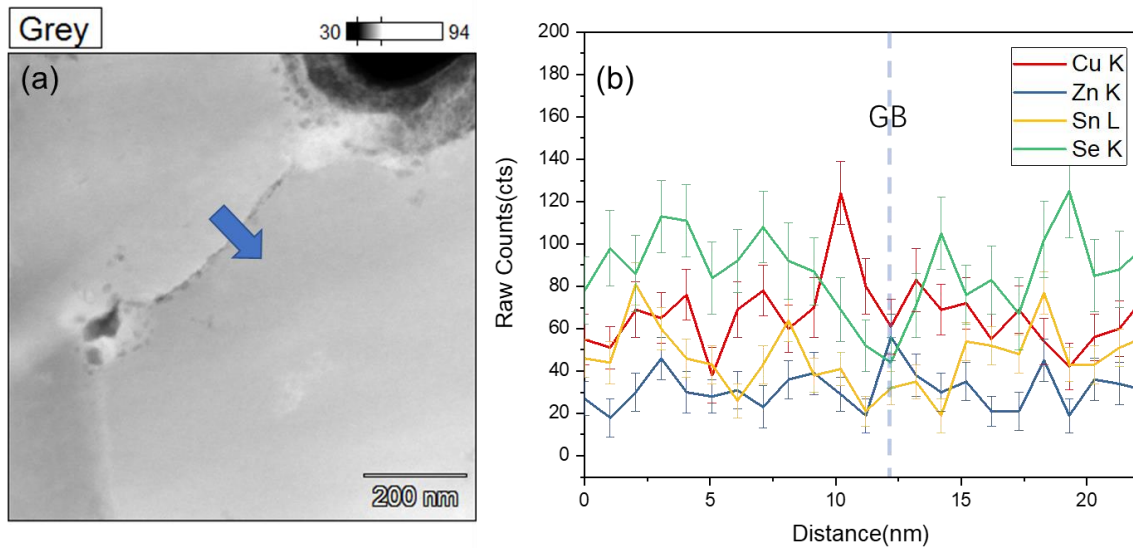 Grey
30 94
(a)
200 nm
(b)
GB
Cu K
Zn K
Sn L
Se K
Raw Counts(cts)
200
180
160
140
120
100
80
60
40
20
0
0 5 10 15 20
Distance(nm)